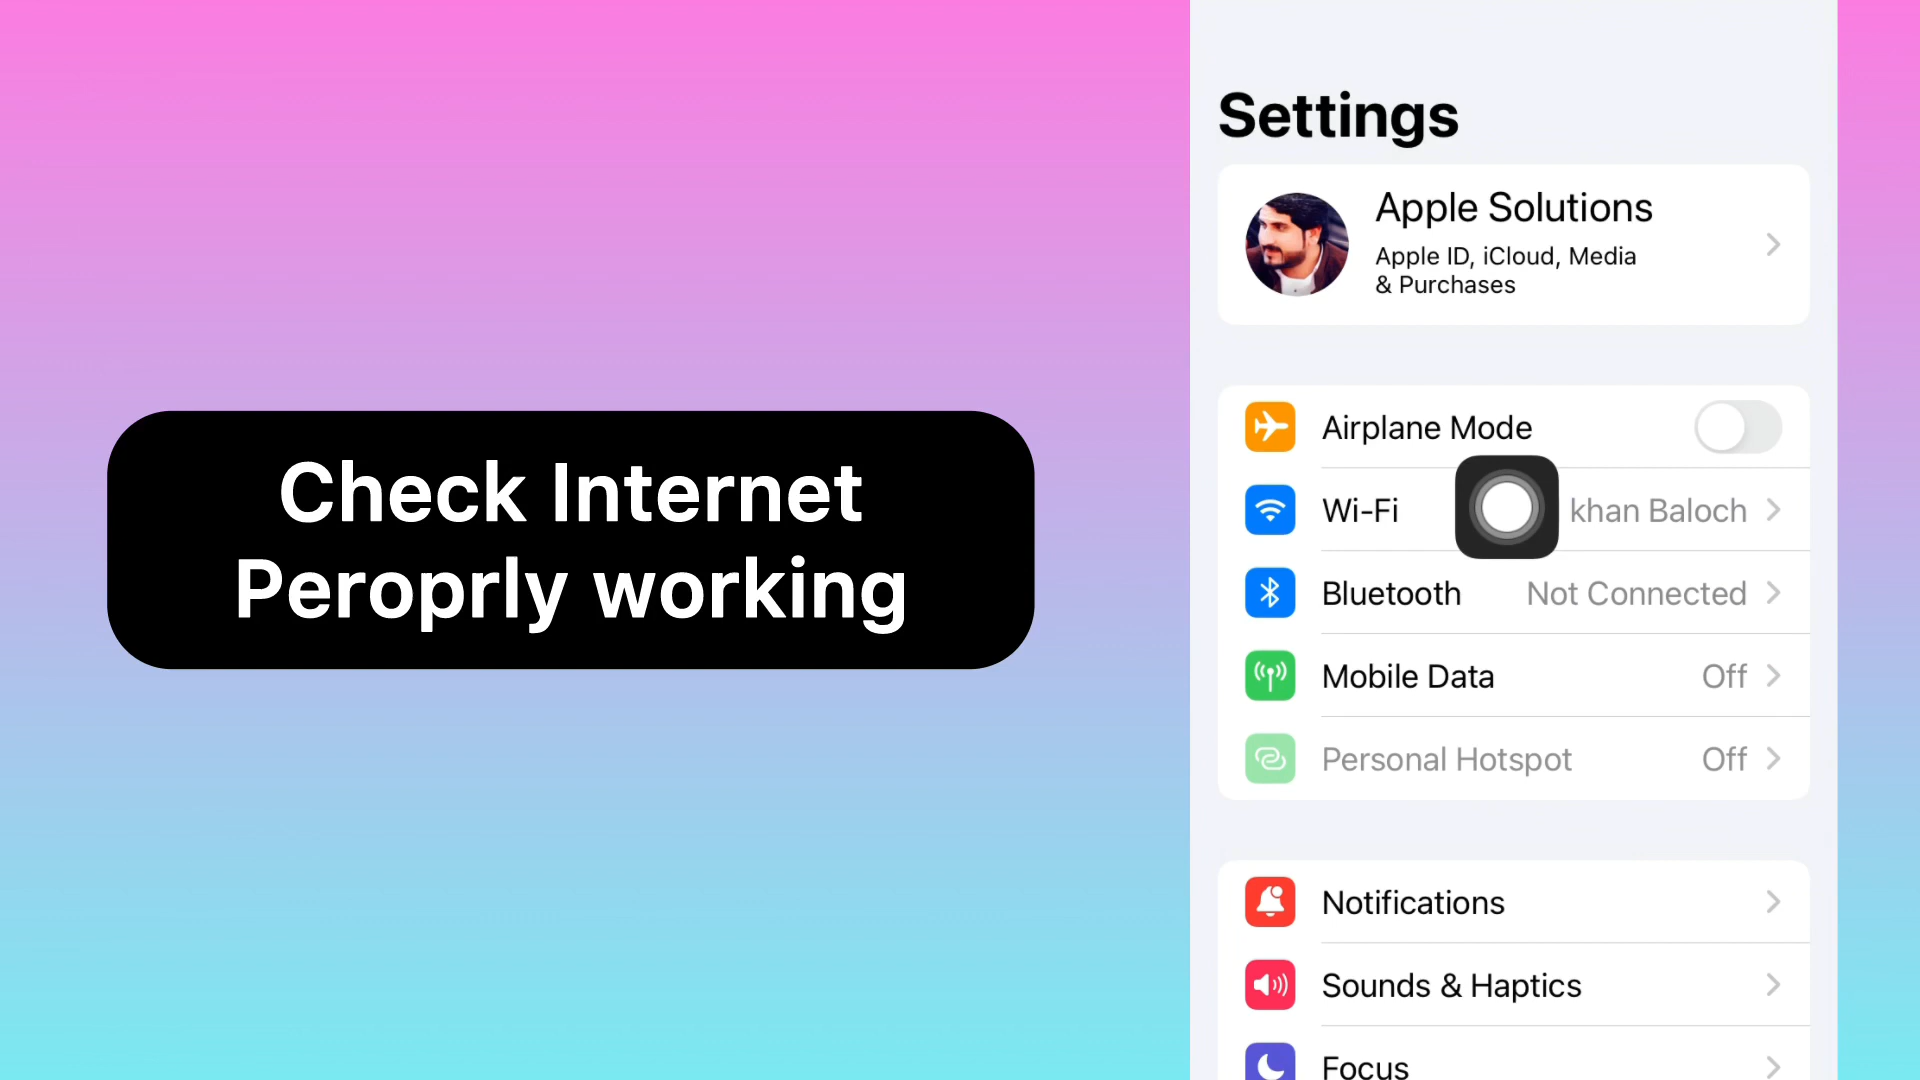 Check Internet
Peroprly working
Settings
Apple Solutions
Apple ID, iCloud, Media
& Purchases
Airplane Mode
Wi-Fi khan Baloch
Bluetooth Not Connected
Mobile Data Off
Personal Hotspot Off
Notifications
Sounds & Haptics
Focus